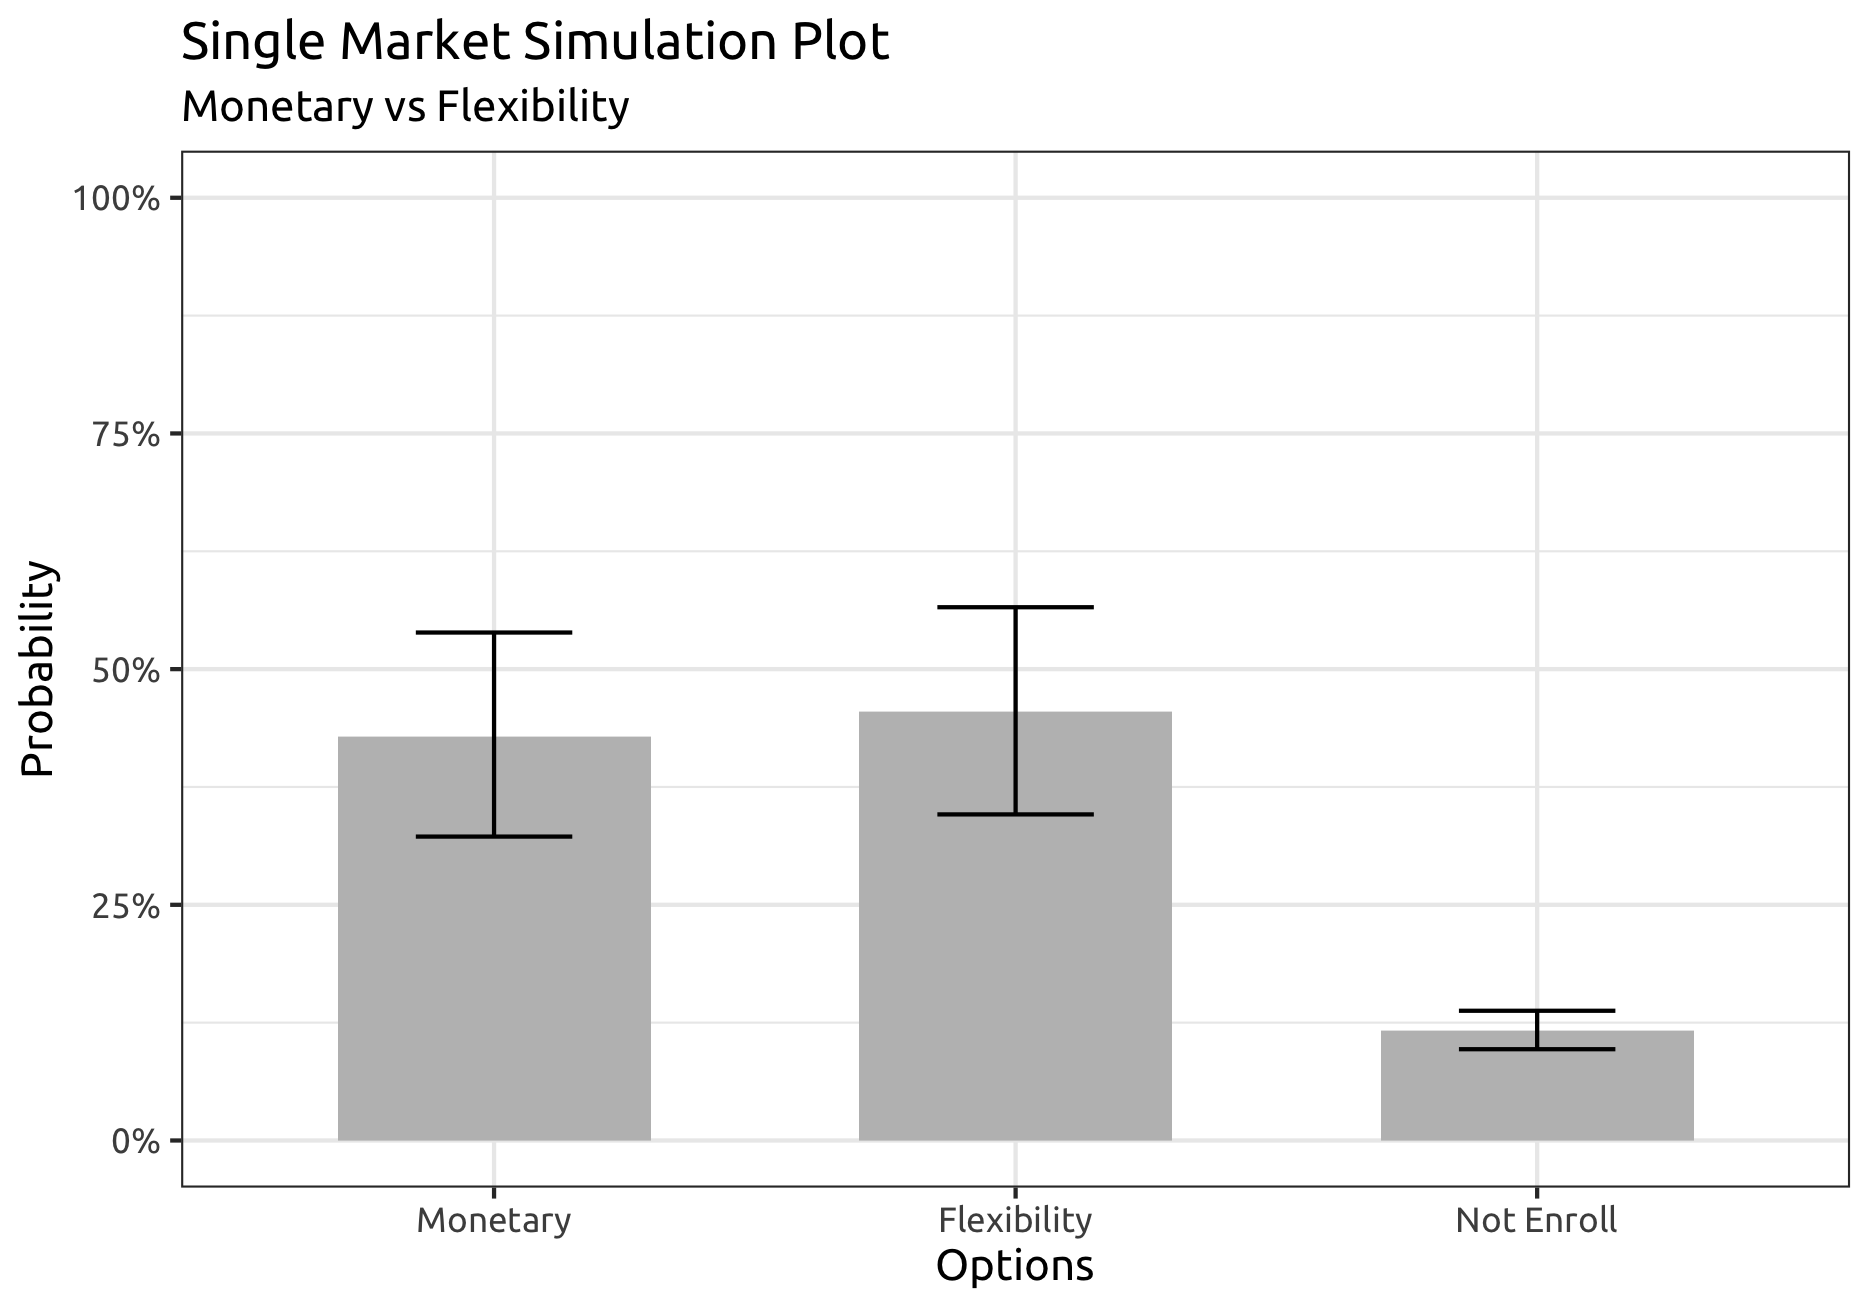 Single Market Simulation Plot
Monetary vs Flexibility
Probability
100%
75%
50%
25%
0%
Monetary
Flexibility
Not Enroll
Options